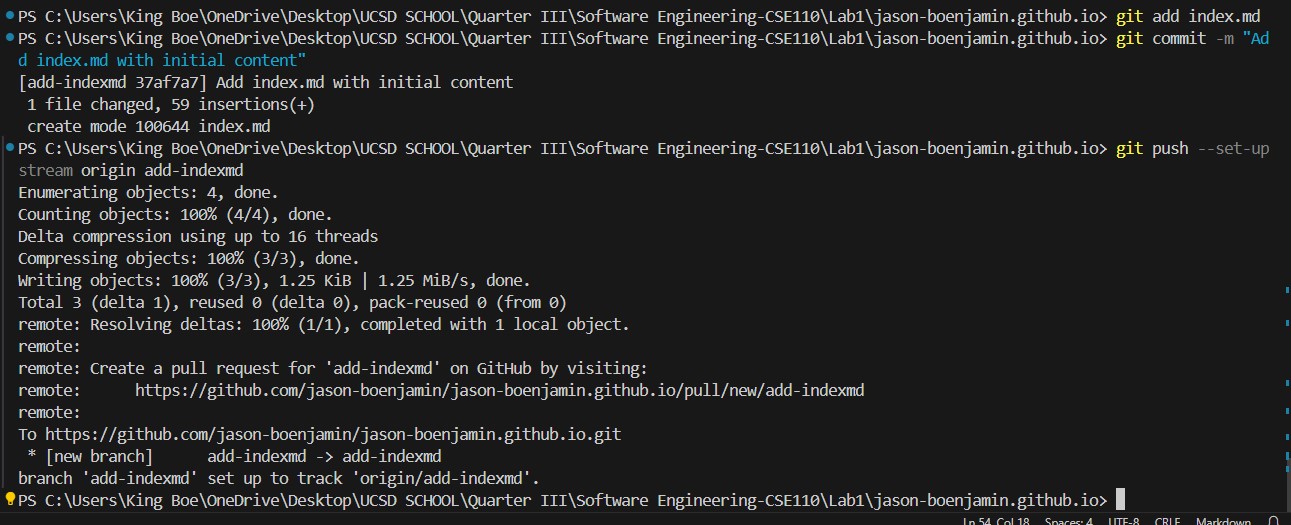 PS C:\Users\King Boe\OneDrive\Desktop\UCSD SCHOOL\Quarter III\Software Engineering-CSE110\Lab1\jason-boenjamin.github.io> git add index.md
PS C:\Users\King Boe\OneDrive\Desktop\UCSD SCHOOL\Quarter III\Software Engineering-CSE110\Lab1\jason-boenjamin.github.io> git commit -m "Ad
d index.md with initial content"
[add-indexmd 37af7a7] Add index.md with initial content
 1 file changed, 59 insertions(+)
 create mode 100644 index.md
PS C:\Users\King Boe\OneDrive\Desktop\UCSD SCHOOL\Quarter III\Software Engineering-CSE110\Lab1\jason-boenjamin.github.io> git push --set-up
stream origin add-indexmd
Enumerating objects: 4, done.
Counting objects: 100% (4/4), done.
Delta compression using up to 16 threads
Compressing objects: 100% (3/3), done.
Writing objects: 100% (3/3), 1.25 KiB | 1.25 MiB/s, done.
Total 3 (delta 1), reused 0 (delta 0), pack-reused 0 (from 0)
remote: Resolving deltas: 100% (1/1), completed with 1 local object.
remote:
remote: Create a pull request for 'add-indexmd' on GitHub by visiting:
remote:      https://github.com/jason-boenjamin/jason-boenjamin.github.io/pull/new/add-indexmd
remote:
To https://github.com/jason-boenjamin/jason-boenjamin.github.io.git
 * [new branch]      add-indexmd -> add-indexmd
branch 'add-indexmd' set up to track 'origin/add-indexmd'.
PS C:\Users\King Boe\OneDrive\Desktop\UCSD SCHOOL\Quarter III\Software Engineering-CSE110\Lab1\jason-boenjamin.github.io>
Ln 54, Col 18 Spaces: 4 UTF-8 CRLF Markdown